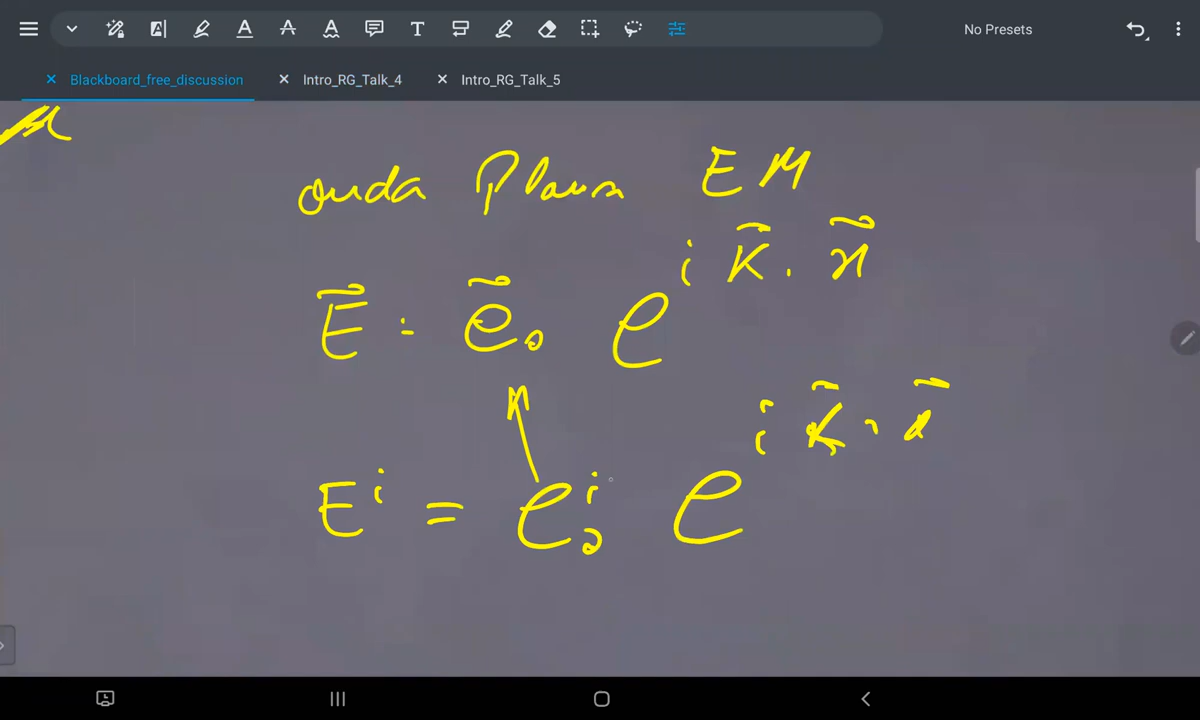 No Presets
Blackboard_free_discussion Intro_RG_Talk_4 Intro_RG_Talk_5
onda Plana EM
E⃗ = e⃗₀ e^{i k⃗ · x⃗}
Eⁱ = e₀ⁱ e^{i k⃗ · x⃗}